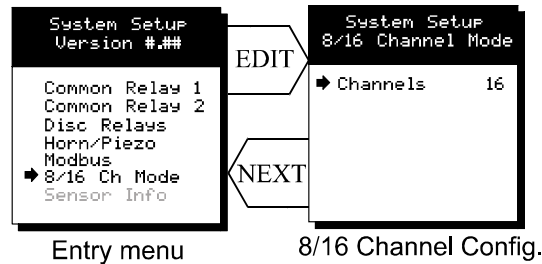 System Setup
Version #.##
Common Relay 1
Common Relay 2
Disc Relays
Horn/Piezo
Modbus
8/16 Ch Mode
Sensor Info
Entry menu
EDIT
NEXT
System Setup
8/16 Channel Mode
Channels 16
8/16 Channel Config.